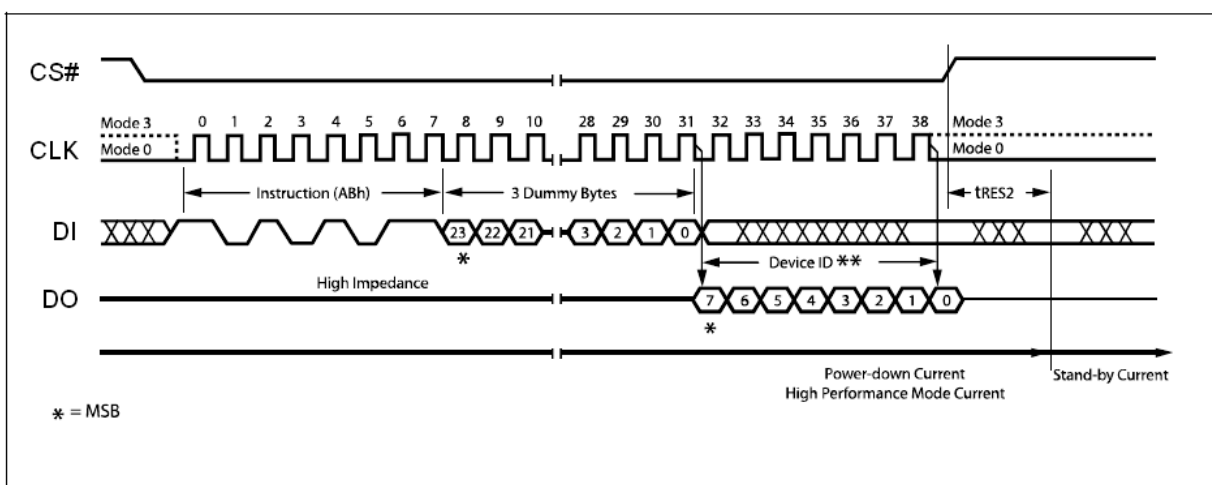 CS#
Mode 3 0 1 2 3 4 5 6 7 8 9 10 28 29 30 31 32 33 34 35 36 37 38 Mode 3
CLK Mode 0 Mode 0
Instruction (ABh) 3 Dummy Bytes tRES2
DI 23 22 21 3 2 1 0
* Device ID **
High Impedance
DO 7 6 5 4 3 2 1 0
*
Power-down Current Stand-by Current
High Performance Mode Current
* = MSB